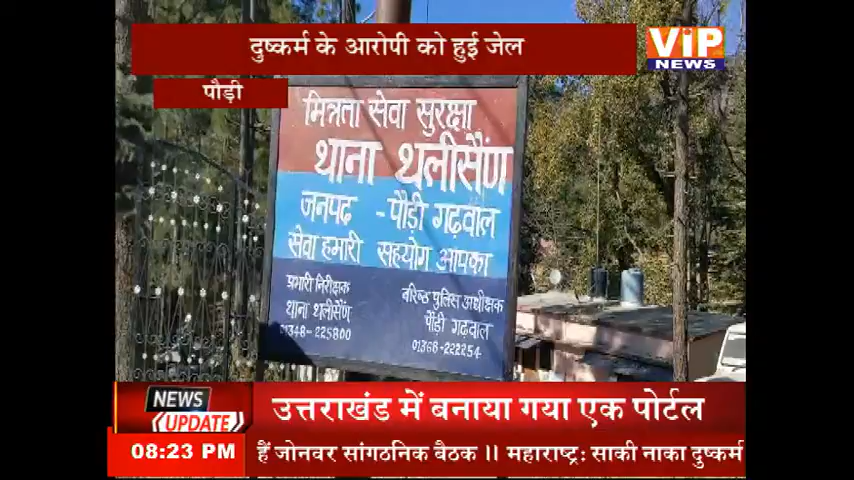 दुष्कर्म के आरोपी को हुई जेल
VIP
NEWS
पौड़ी
मित्रता सेवा सुरक्षा
थाना थलीसैंण
जनपद - पौड़ी गढ़वाल
सेवा हमारी सहयोग आपका
प्रभारी निरीक्षक
थाना थलीसैंण
01348-225800
वरिष्ठ पुलिस अधीक्षक
पौड़ी गढ़वाल
01368-222254
NEWS
UPDATE
उत्तराखंड में बनाया गया एक पोर्टल
08:23 PM
हैं जोनवर सांगठनिक बैठक ।। महाराष्ट्र: साकी नाका दुष्कर्म